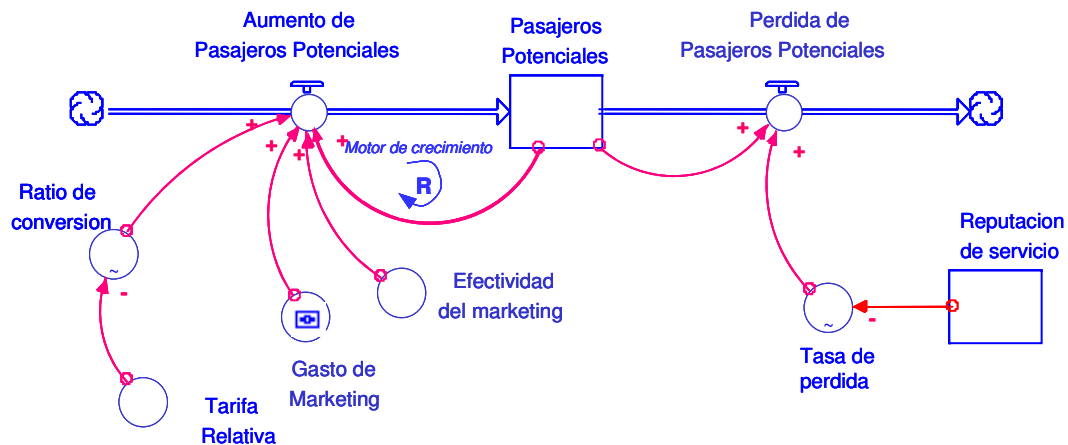 Aumento de
Pasajeros Potenciales
Pasajeros
Potenciales
Perdida de
Pasajeros Potenciales
+
+
+
+
Motor de crecimiento
R
+
+
Ratio de
conversion
~
-
Efectividad
del marketing
Gasto de
Marketing
Tarifa
Relativa
Reputacion
de servicio
~
-
Tasa de
perdida